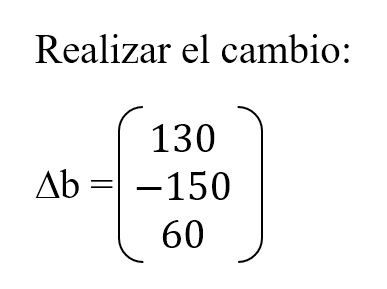 Realizar el cambio:
130
Δb = −150
60